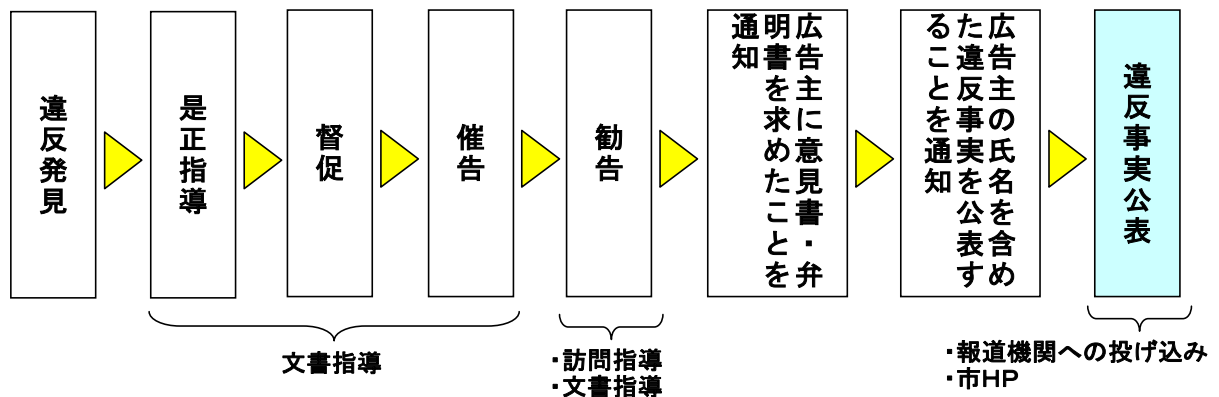 違反発見
是正指導
督促
催告
勧告
広告主に意見書・弁
明書を求めたことを
通知
広告主の氏名を含め
た違反事実を公表す
ることを通知
違反事実公表
文書指導
・訪問指導
・文書指導
・報道機関への投げ込み
・市HP